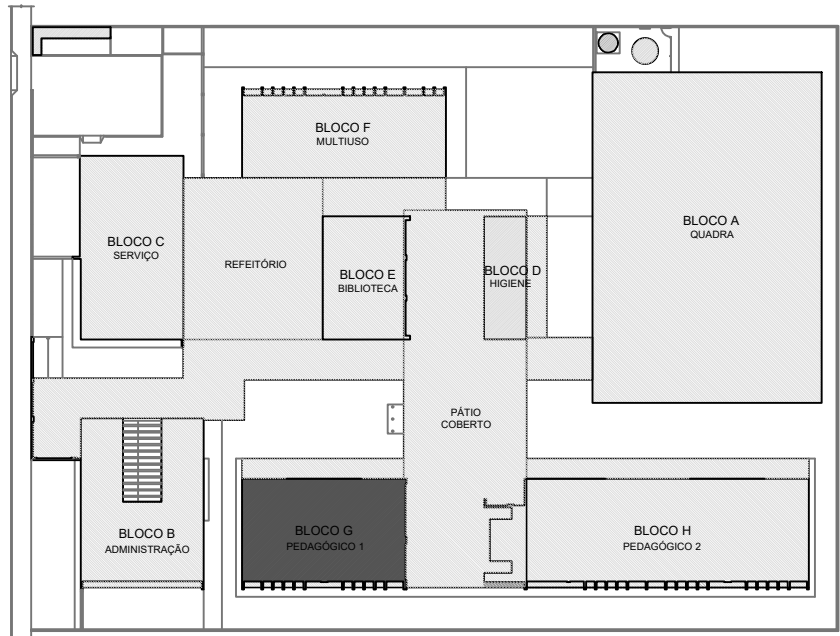 BLOCO F
MULTIUSO
BLOCO A
QUADRA
BLOCO C
SERVIÇO
REFEITÓRIO
BLOCO E
BIBLIOTECA
BLOCO D
HIGIENE
PÁTIO
COBERTO
BLOCO B
ADMINISTRAÇÃO
BLOCO G
PEDAGÓGICO 1
BLOCO H
PEDAGÓGICO 2